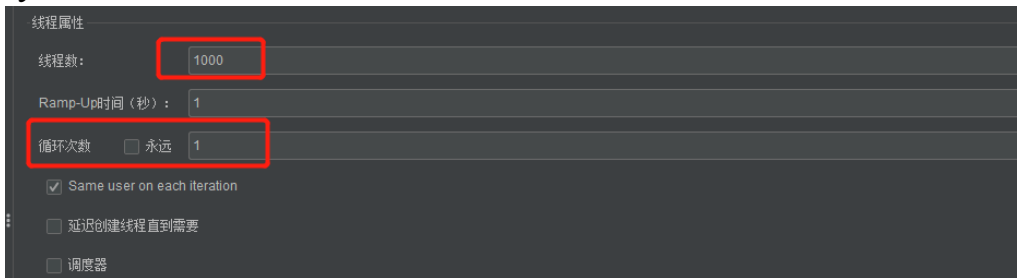 线程属性
线程数： 1000
Ramp-Up时间（秒）： 1
循环次数 永远 1
Same user on each iteration
延迟创建线程直到需要
调度器